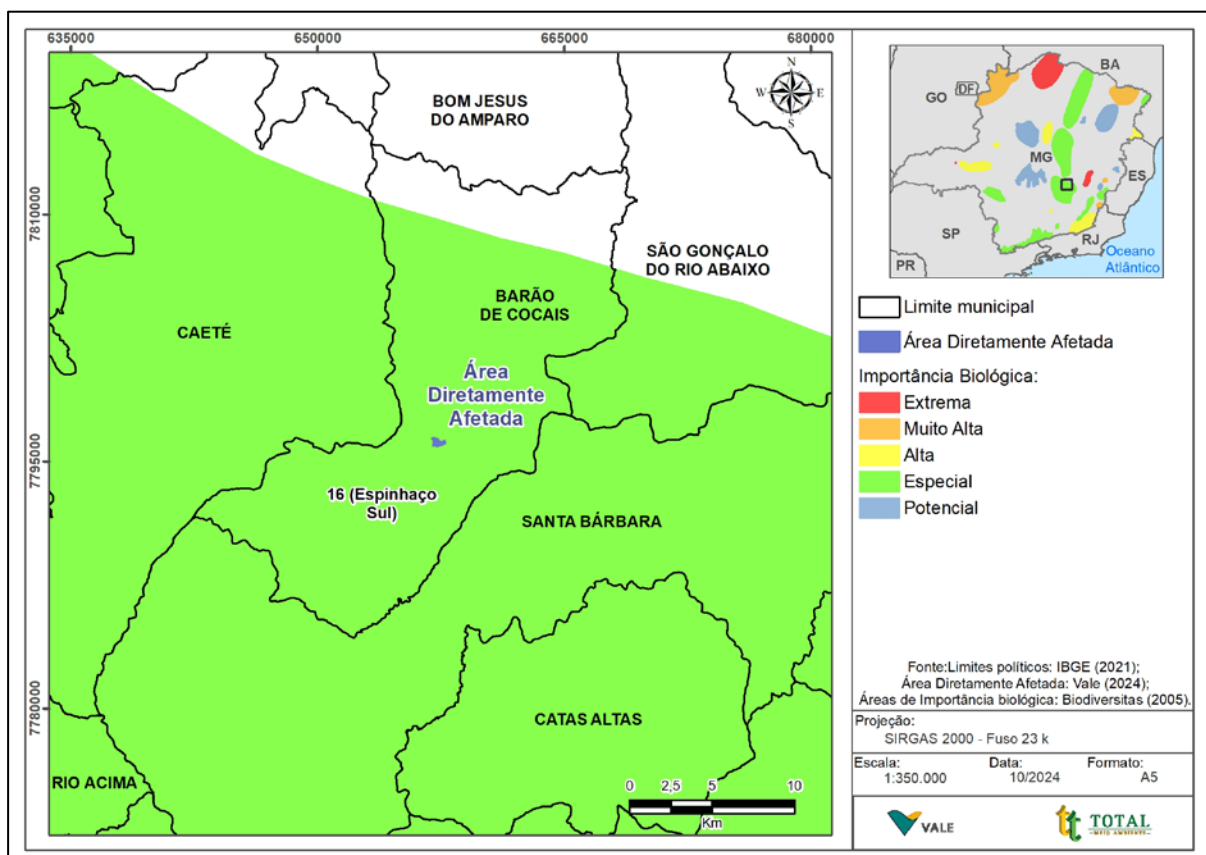 635000
650000
665000
680000
7810000
7795000
7780000
N
W
E
S
BOM JESUS
DO AMPARO
SÃO GONÇALO
DO RIO ABAIXO
BARÃO
DE COCAIS
CAETÉ
Área
Diretamente
Afetada
16 (Espinhaço
Sul)
SANTA BÁRBARA
CATAS ALTAS
RIO ACIMA
0 2,5 5 10
Km
BA
GO
DF
MG
ES
SP
RJ
PR
Oceano
Atlântico
Limite municipal
Área Diretamente Afetada
Importância Biológica:
Extrema
Muito Alta
Alta
Especial
Potencial
Fonte:Limites políticos: IBGE (2021);
Área Diretamente Afetada: Vale (2024);
Áreas de Importância biológica: Biodiversitas (2005).
Projeção:
SIRGAS 2000 - Fuso 23 k
Escala: Data: Formato:
1:350.000 10/2024 A5
VALE
tt TOTAL
MEIO AMBIENTE